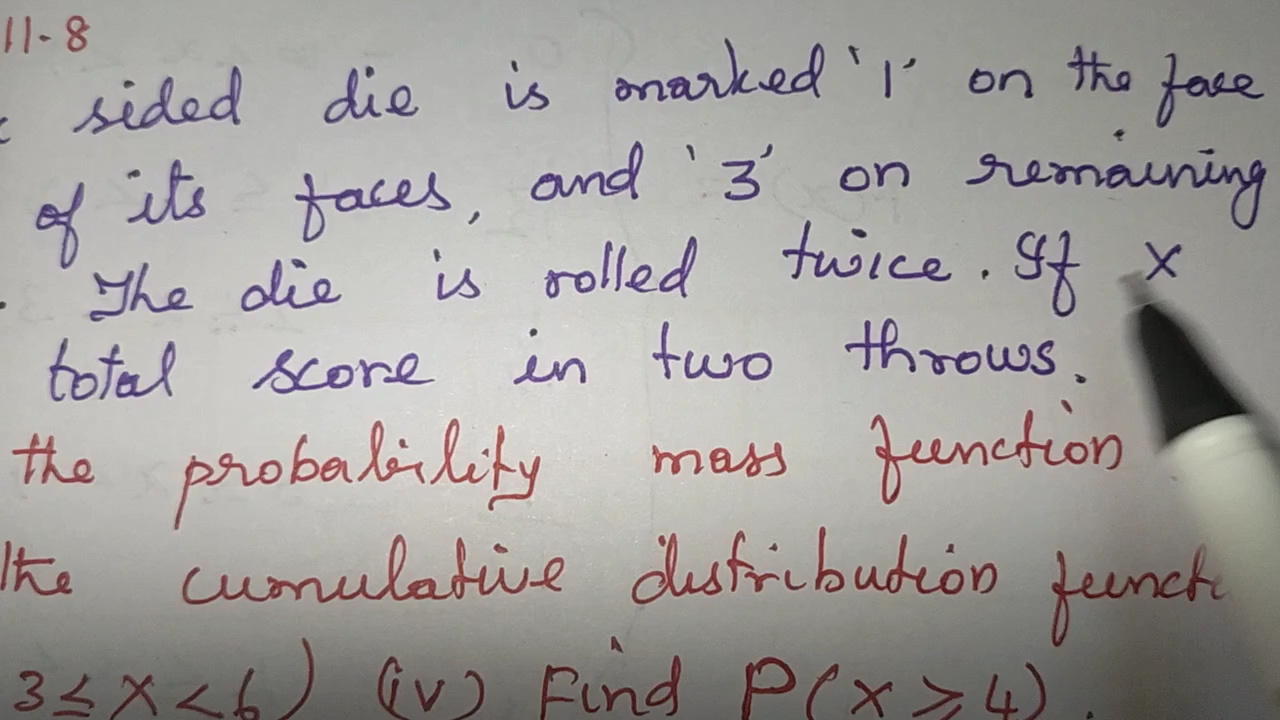 11-8
sided die is marked '1' on the face
of its faces, and '3' on remaining
. The die is rolled twice. If X
total score in two throws.
the probability mass function
the cumulative distribution functi
3≤X<6) (iv) Find P(X≥4).